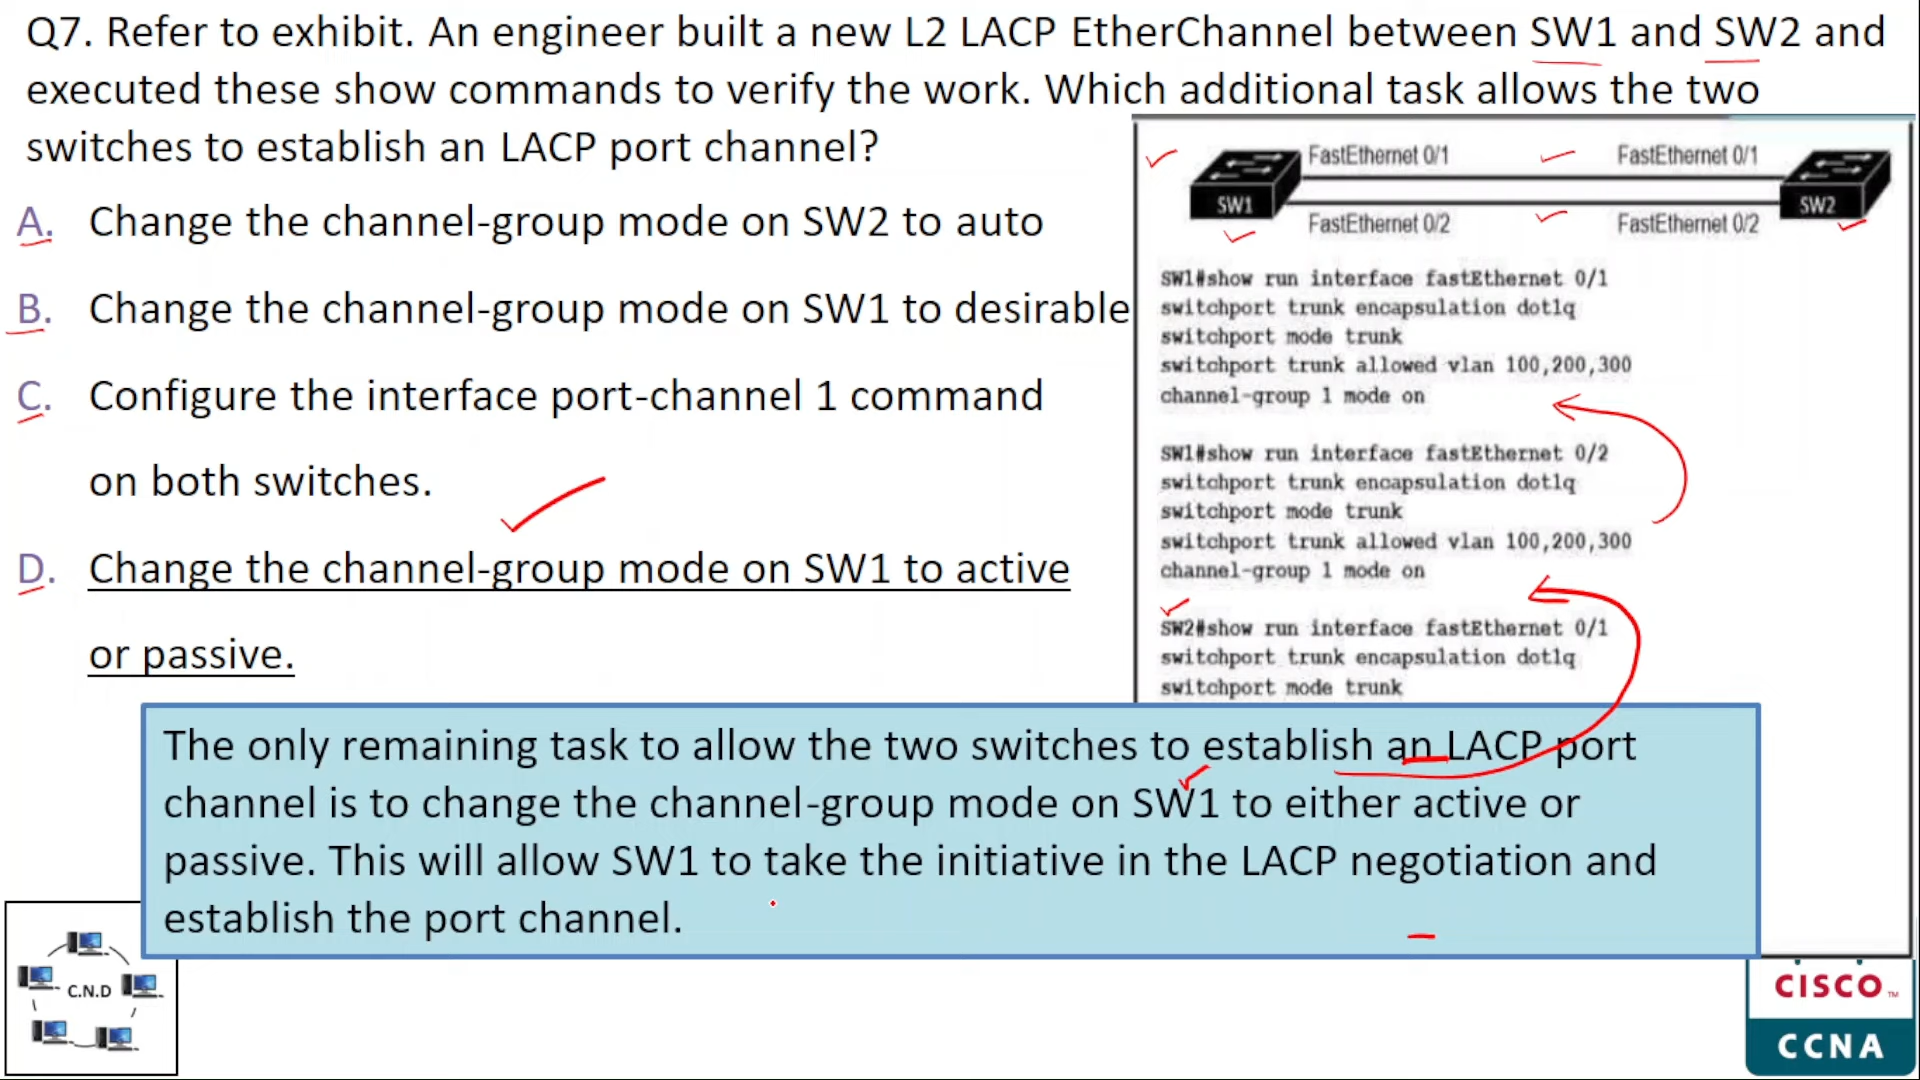 Q7. Refer to exhibit. An engineer built a new L2 LACP EtherChannel between SW1 and SW2 and
executed these show commands to verify the work. Which additional task allows the two
switches to establish an LACP port channel?
A. Change the channel-group mode on SW2 to auto
B. Change the channel-group mode on SW1 to desirable
C. Configure the interface port-channel 1 command
on both switches.
D. Change the channel-group mode on SW1 to active
or passive.
FastEthernet 0/1 FastEthernet 0/1
SW1 SW2
FastEthernet 0/2 FastEthernet 0/2
SW1#show run interface fastEthernet 0/1
switchport trunk encapsulation dot1q
switchport mode trunk
switchport trunk allowed vlan 100,200,300
channel-group 1 mode on
SW1#show run interface fastEthernet 0/2
switchport trunk encapsulation dot1q
switchport mode trunk
switchport trunk allowed vlan 100,200,300
channel-group 1 mode on
SW2#show run interface fastEthernet 0/1
switchport trunk encapsulation dot1q
switchport mode trunk
The only remaining task to allow the two switches to establish an LACP port
channel is to change the channel-group mode on SW1 to either active or
passive. This will allow SW1 to take the initiative in the LACP negotiation and
establish the port channel.
C.N.D
CISCO™
CCNA